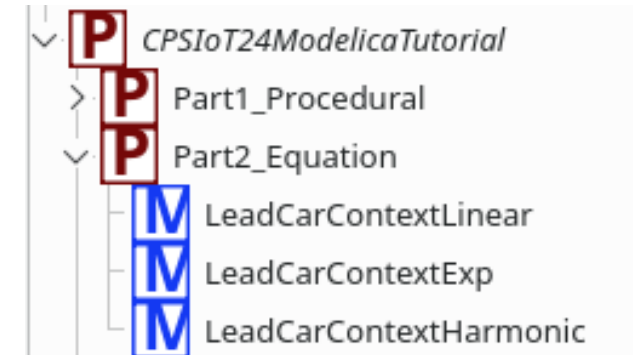 P CPSIoT24ModelicaTutorial
P Part1_Procedural
P Part2_Equation
M LeadCarContextLinear
M LeadCarContextExp
M LeadCarContextHarmonic